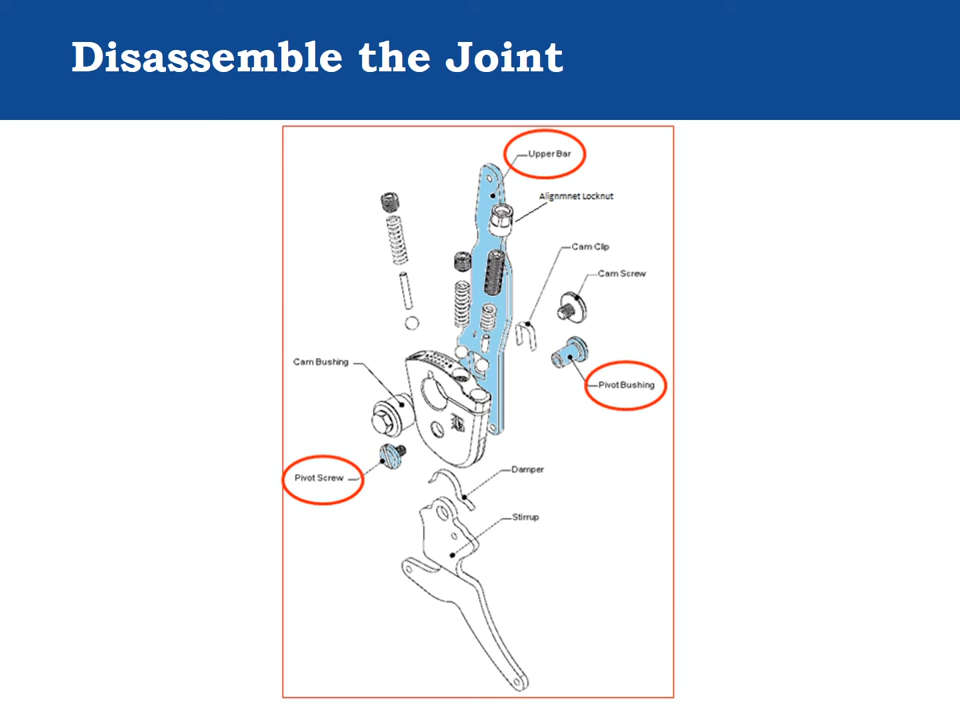 Disassemble the Joint
Upper Bar
Alignmnet Locknut
Cam Clip
Cam Screw
Cam Bushing
Pivot Bushing
Pivot Screw
Damper
Stirrup